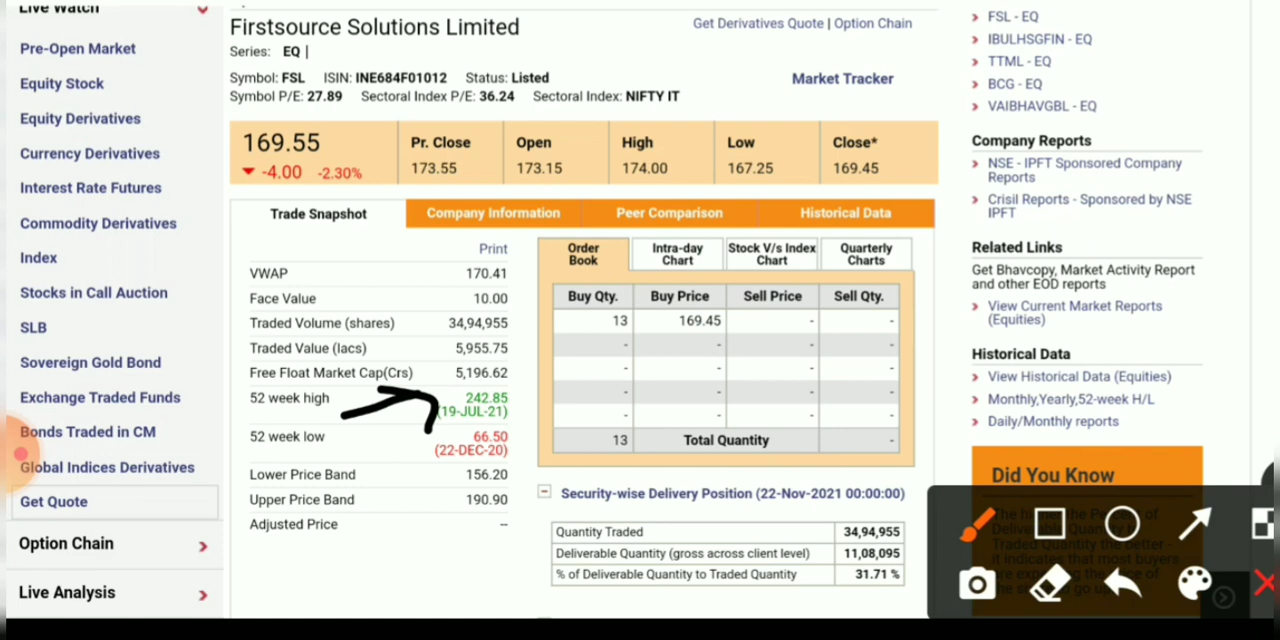 Live Watch
Pre-Open Market
Equity Stock
Equity Derivatives
Currency Derivatives
Interest Rate Futures
Commodity Derivatives
Index
Stocks in Call Auction
SLB
Sovereign Gold Bond
Exchange Traded Funds
Bonds Traded in CM
Global Indices Derivatives
Get Quote
Option Chain
Live Analysis
Firstsource Solutions Limited
Get Derivatives Quote | Option Chain
Series: EQ |
Symbol: FSL ISIN: INE684F01012 Status: Listed
Market Tracker
Symbol P/E: 27.89 Sectoral Index P/E: 36.24 Sectoral Index: NIFTY IT
169.55 Pr. Close Open High Low Close*
-4.00 -2.30% 173.55 173.15 174.00 167.25 169.45
Trade Snapshot Company Information Peer Comparison Historical Data
Print
VWAP 170.41
Face Value 10.00
Traded Volume (shares) 34,94,955
Traded Value (lacs) 5,955.75
Free Float Market Cap(Crs) 5,196.62
52 week high 242.85
(19-JUL-21)
52 week low 66.50
(22-DEC-20)
Lower Price Band 156.20
Upper Price Band 190.90
Adjusted Price --
Order Book Intra-day Chart Stock V/s Index Chart Quarterly Charts
Buy Qty. Buy Price Sell Price Sell Qty.
13 169.45 - -
- - - -
- - - -
- - - -
- - - -
13 Total Quantity -
Security-wise Delivery Position (22-Nov-2021 00:00:00)
Quantity Traded 34,94,955
Deliverable Quantity (gross across client level) 11,08,095
% of Deliverable Quantity to Traded Quantity 31.71 %
FSL - EQ
IBULHSGFIN - EQ
TTML - EQ
BCG - EQ
VAIBHAVGBL - EQ
Company Reports
NSE - IPFT Sponsored Company
Reports
Crisil Reports - Sponsored by NSE
IPFT
Related Links
Get Bhavcopy, Market Activity Report
and other EOD reports
View Current Market Reports
(Equities)
Historical Data
View Historical Data (Equities)
Monthly,Yearly,52-week H/L
Daily/Monthly reports
Did You Know